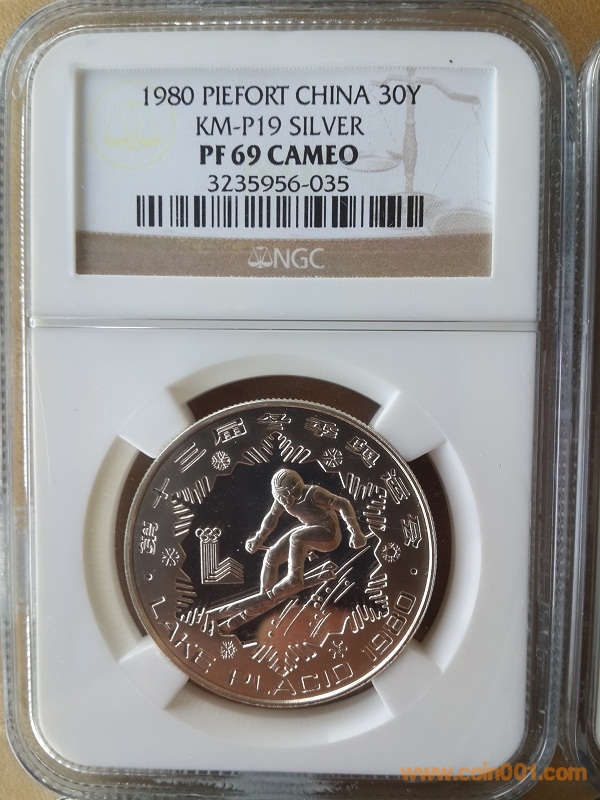 1980 PIEFORT CHINA 30Y
KM-P19 SILVER
PF 69 CAMEO
3235956-035
NGC
第十三届冬季奥运会
LAKE PLACID 1980
www.coin001.com